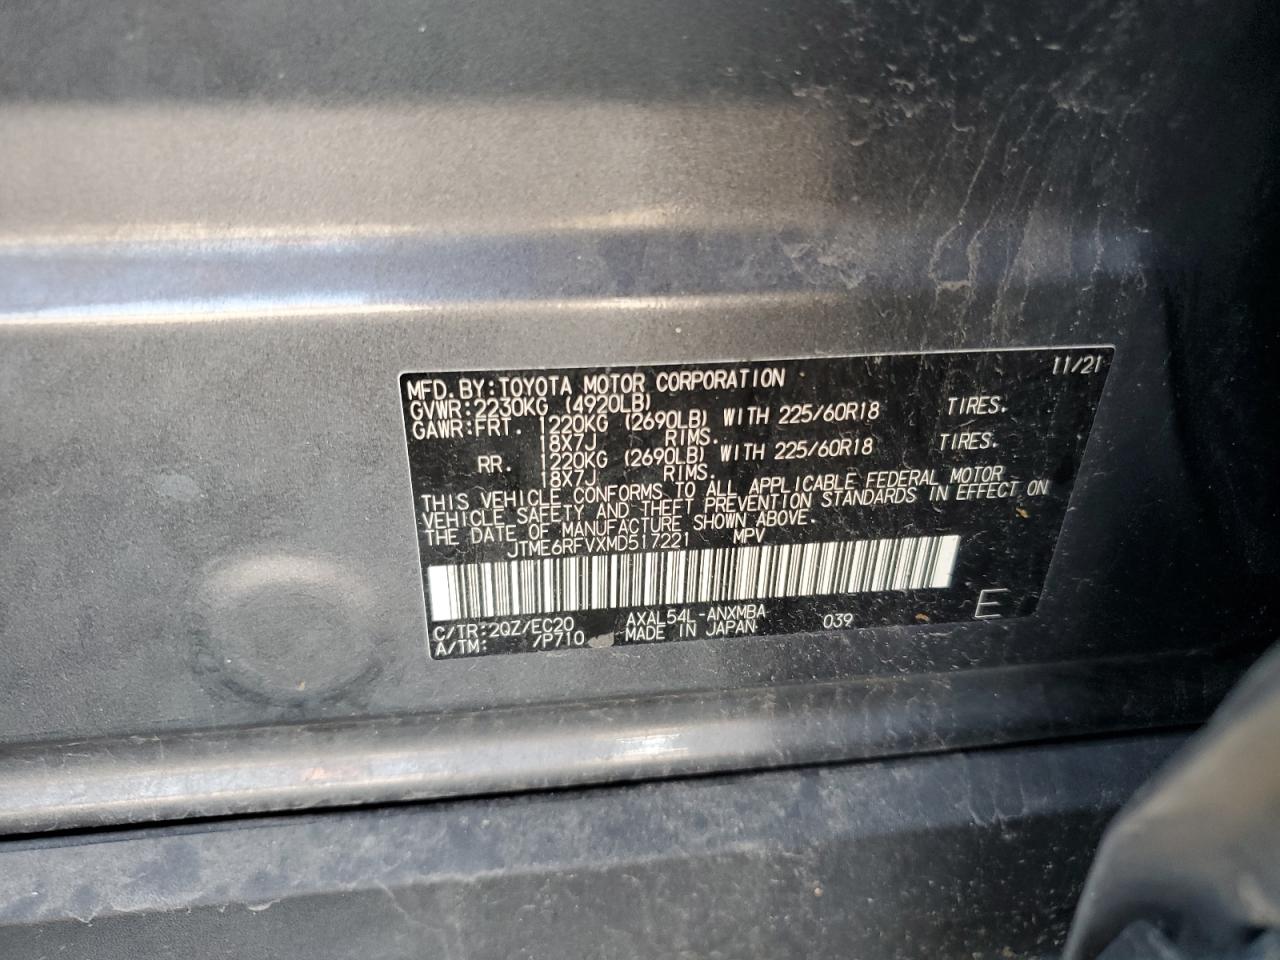 11/21
MFD. BY: TOYOTA MOTOR CORPORATION
GVWR: 2230KG (4920LB)
GAWR: FRT. 1220KG (2690LB) WITH 225/60R18 TIRES.
18X7J RIMS.
RR. 1220KG (2690LB) WITH 225/60R18 TIRES.
18X7J RIMS.
THIS VEHICLE CONFORMS TO ALL APPLICABLE FEDERAL MOTOR
VEHICLE SAFETY AND THEFT PREVENTION STANDARDS IN EFFECT ON
THE DATE OF MANUFACTURE SHOWN ABOVE.
JTME6RFVXMD517221 MPV
C/TR: 2QZ/EC20 AXAL54L-ANXMBA 039 E
A/TM: /P710 MADE IN JAPAN